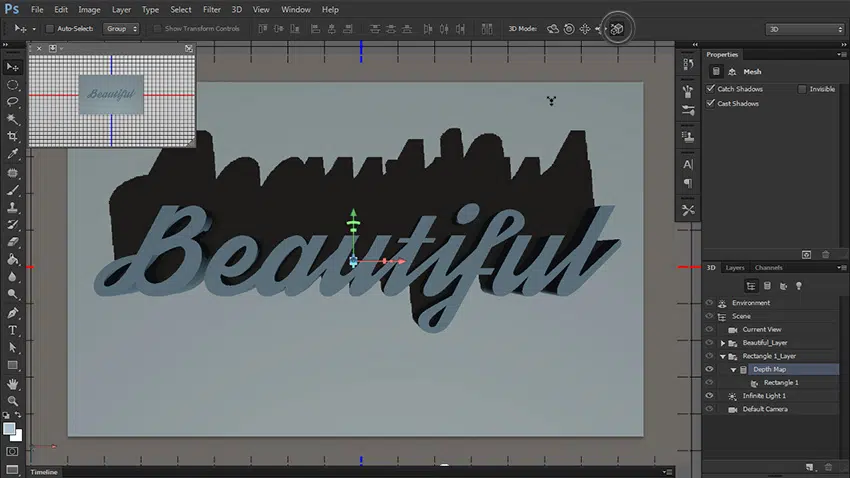 Ps File Edit Image Layer Type Select Filter 3D View Window Help
Auto-Select: Group Show Transform Controls 3D Mode: 3D
Beautiful
Properties
Mesh
Catch Shadows Invisible
Cast Shadows
Beautiful
3D Layers Channels
Environment
Scene
Current View
Beautiful_Layer
Rectangle 1_Layer
Depth Map
Rectangle 1
Infinite Light 1
Default Camera
Timeline